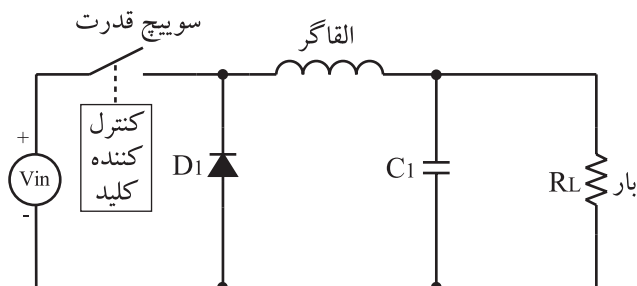 سوییچ قدرت
القاگر
کنترل
کننده
کلید
+
Vin
-
D1
C1
RL
بار